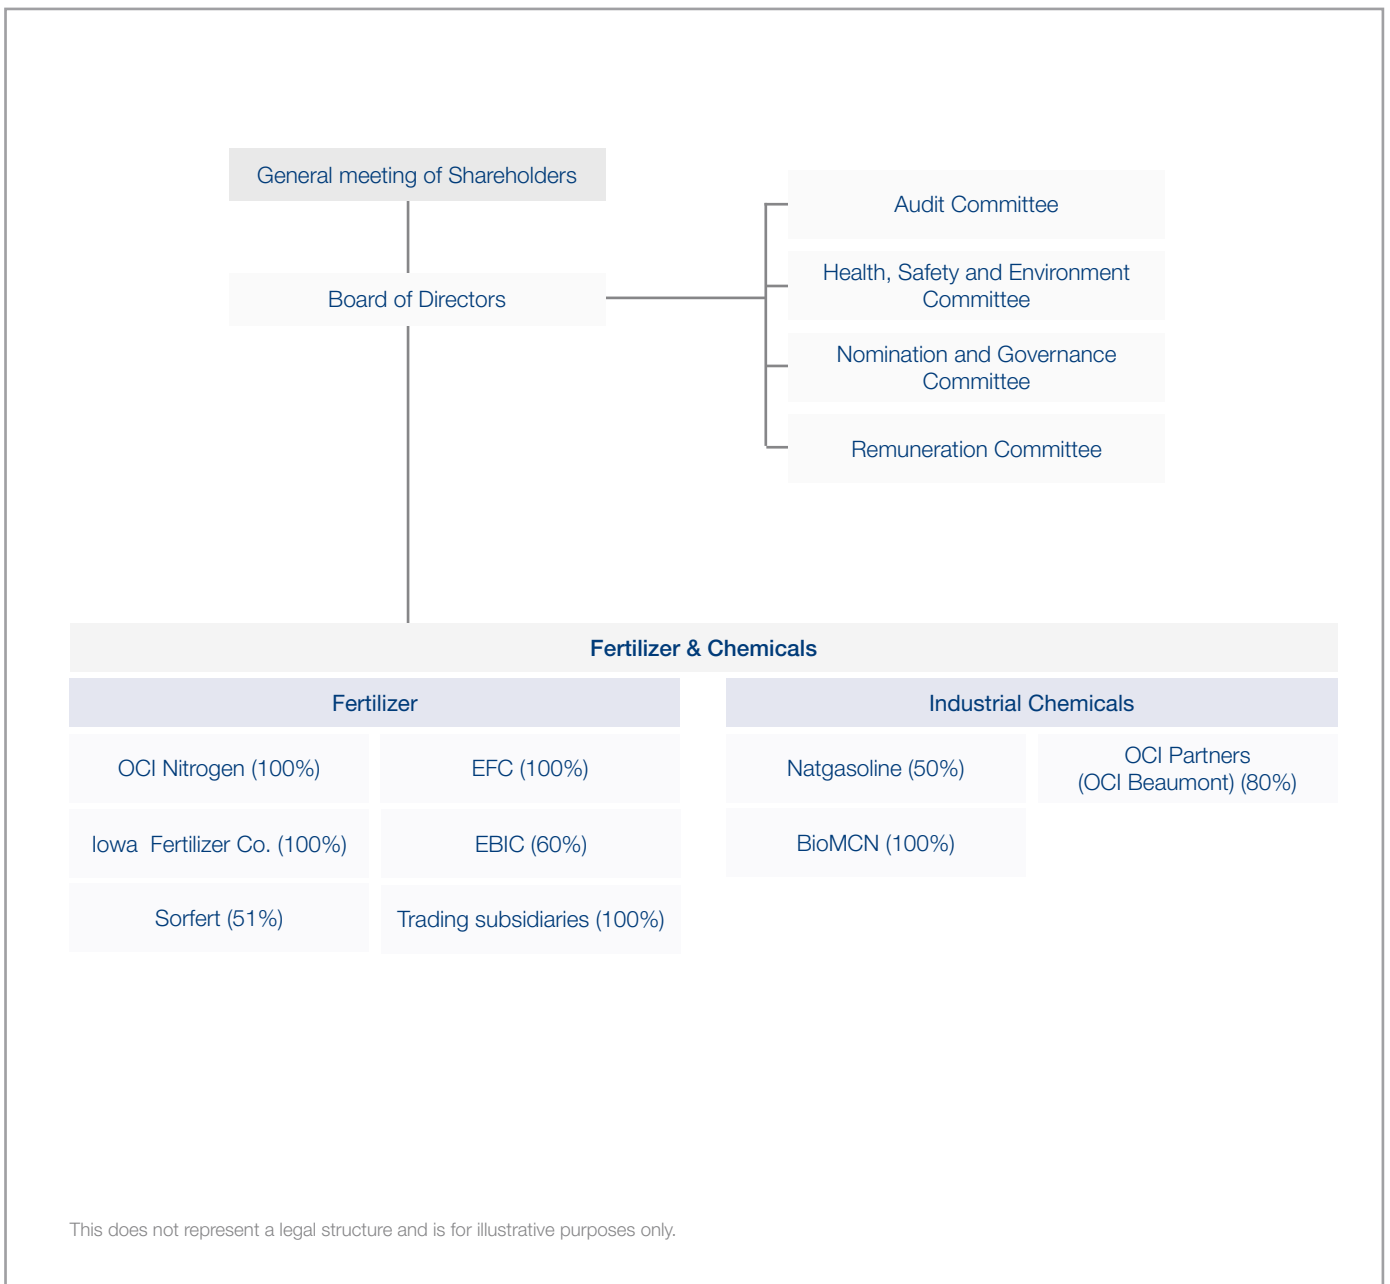 General meeting of Shareholders
Board of Directors
Audit Committee
Health, Safety and Environment
Committee
Nomination and Governance
Committee
Remuneration Committee
Fertilizer & Chemicals
Fertilizer
OCI Nitrogen (100%)
EFC (100%)
Iowa  Fertilizer Co. (100%)
EBIC (60%)
Sorfert (51%)
Trading subsidiaries (100%)
Industrial Chemicals
Natgasoline (50%)
OCI Partners
(OCI Beaumont) (80%)
BioMCN (100%)
This does not represent a legal structure and is for illustrative purposes only.